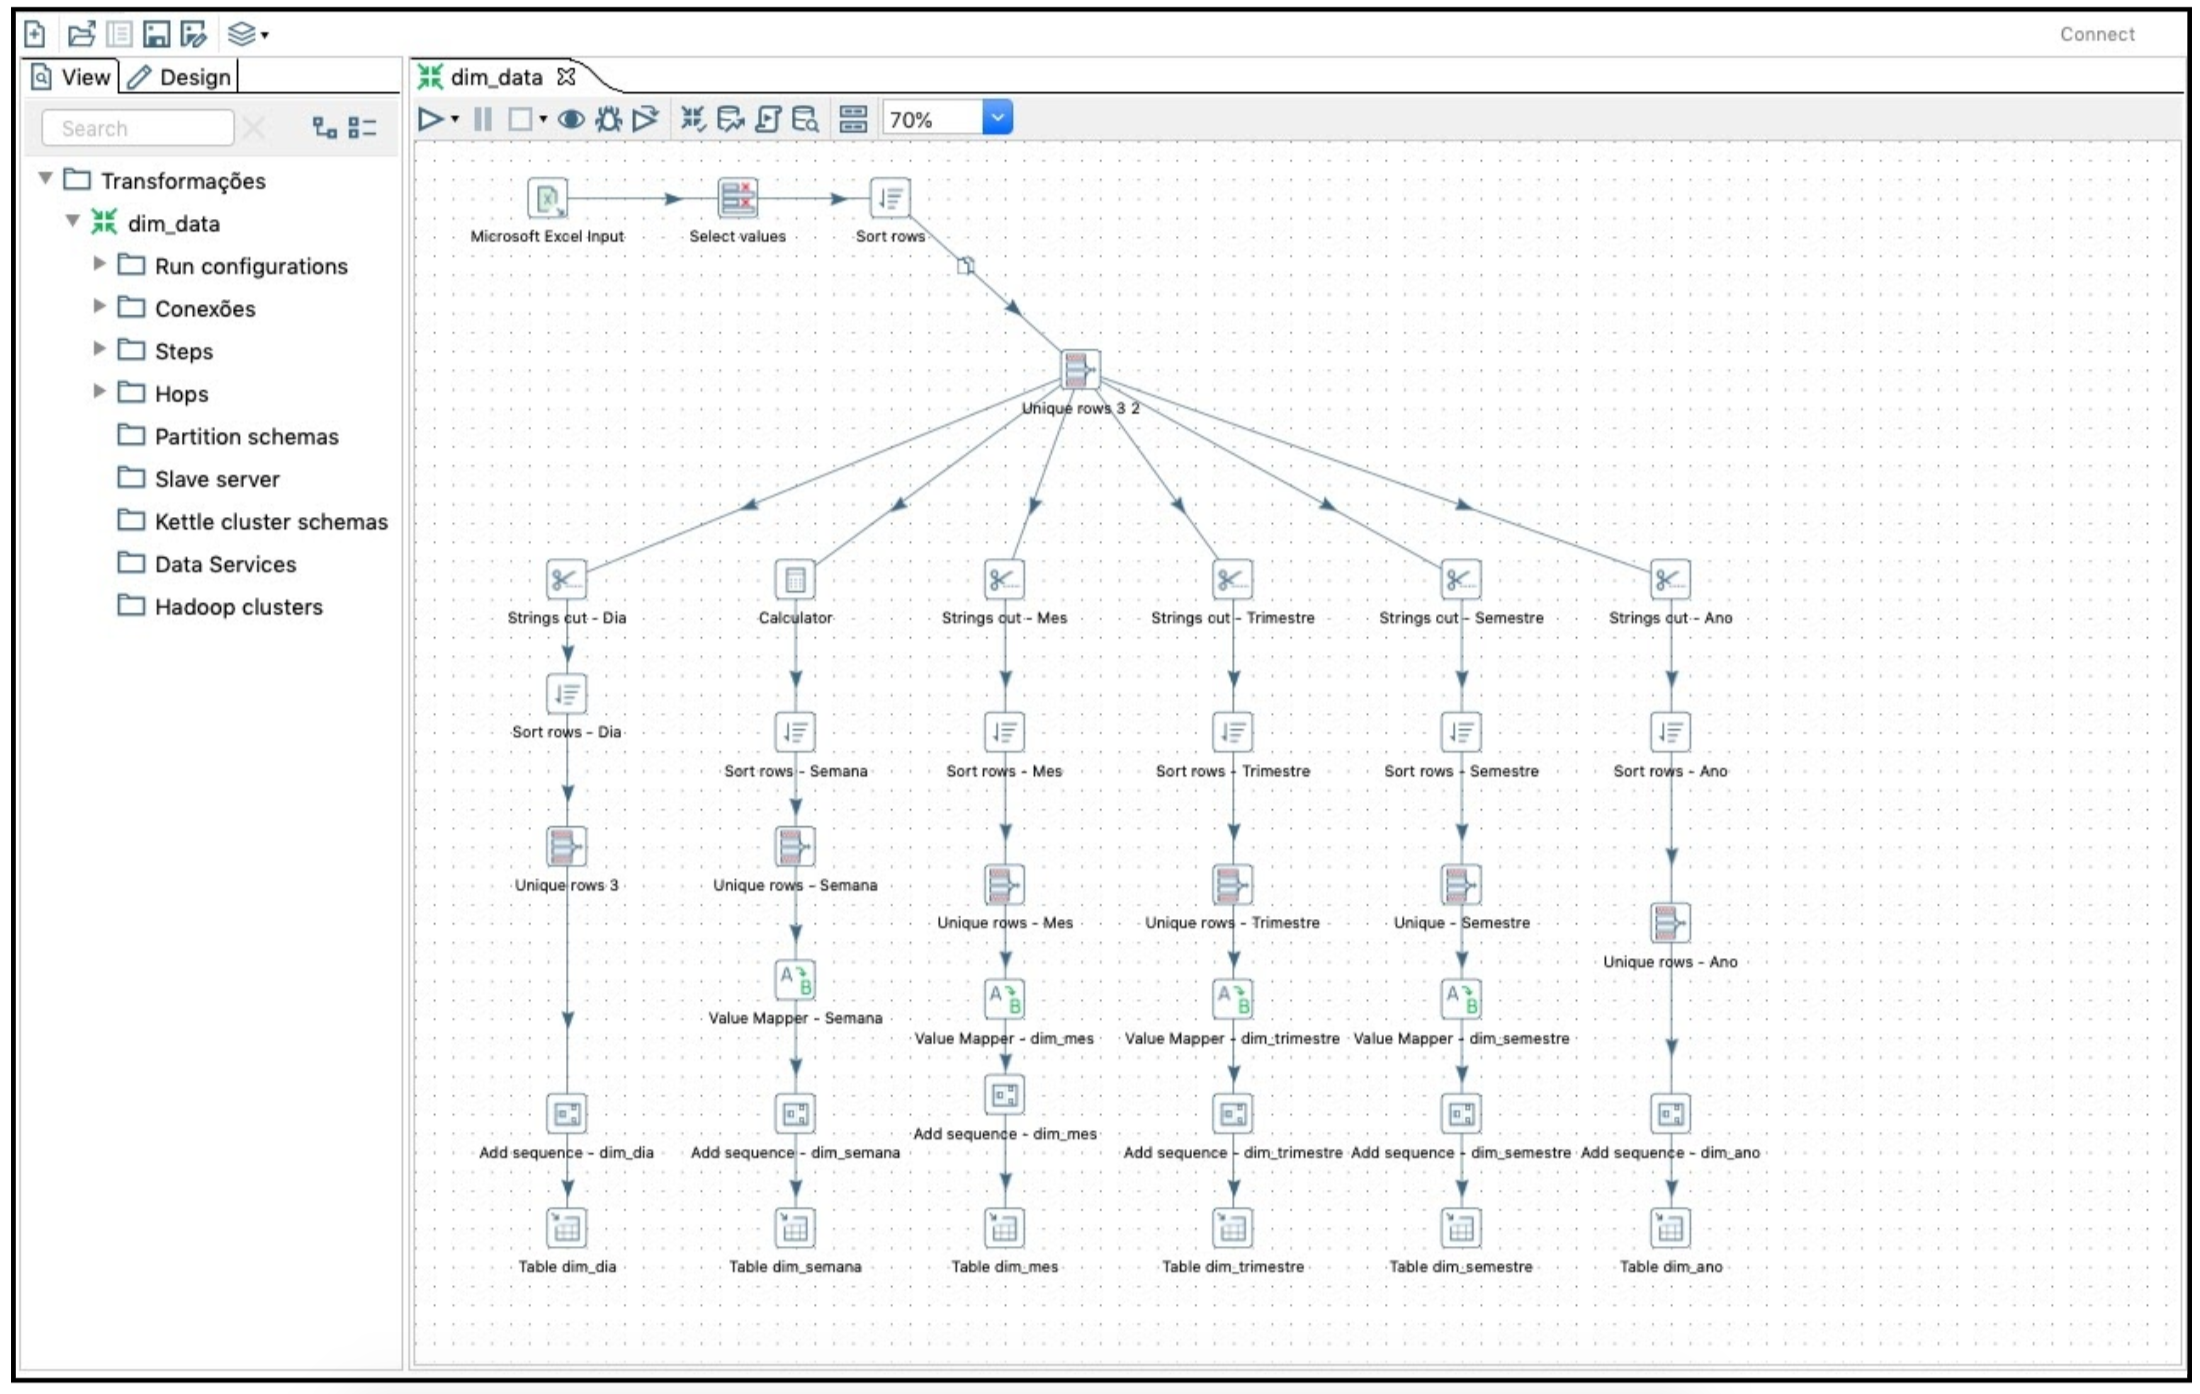 Connect
View
Design
Search
Transformações
dim_data
Run configurations
Conexões
Steps
Hops
Partition schemas
Slave server
Kettle cluster schemas
Data Services
Hadoop clusters
dim_data
70%
Microsoft Excel Input
Select values
Sort rows
Unique rows 3 2
Strings cut - Dia
Calculator
Strings cut - Mes
Strings cut - Trimestre
Strings cut - Semestre
Strings cut - Ano
Sort rows - Dia
Sort rows - Semana
Sort rows - Mes
Sort rows - Trimestre
Sort rows - Semestre
Sort rows - Ano
Unique rows 3
Unique rows - Semana
Unique rows - Mes
Unique rows - Trimestre
Unique - Semestre
Unique rows - Ano
Value Mapper - Semana
Value Mapper - dim_mes
Value Mapper - dim_trimestre
Value Mapper - dim_semestre
Add sequence - dim_dia
Add sequence - dim_semana
Add sequence - dim_mes
Add sequence - dim_trimestre
Add sequence - dim_semestre
Add sequence - dim_ano
Table dim_dia
Table dim_semana
Table dim_mes
Table dim_trimestre
Table dim_semestre
Table dim_ano